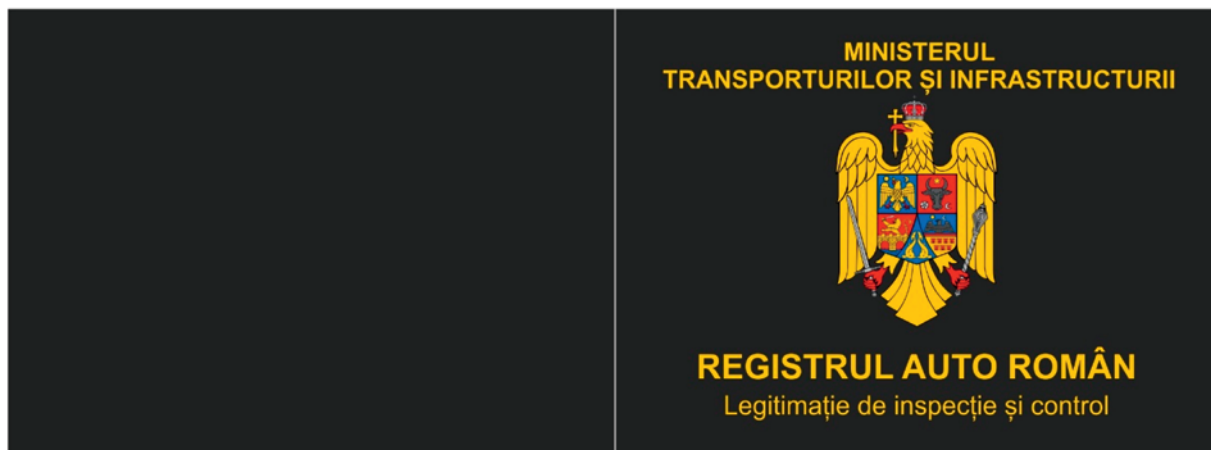 MINISTERUL
TRANSPORTURILOR ȘI INFRASTRUCTURII
REGISTRUL AUTO ROMÂN
Legitimație de inspecție și control